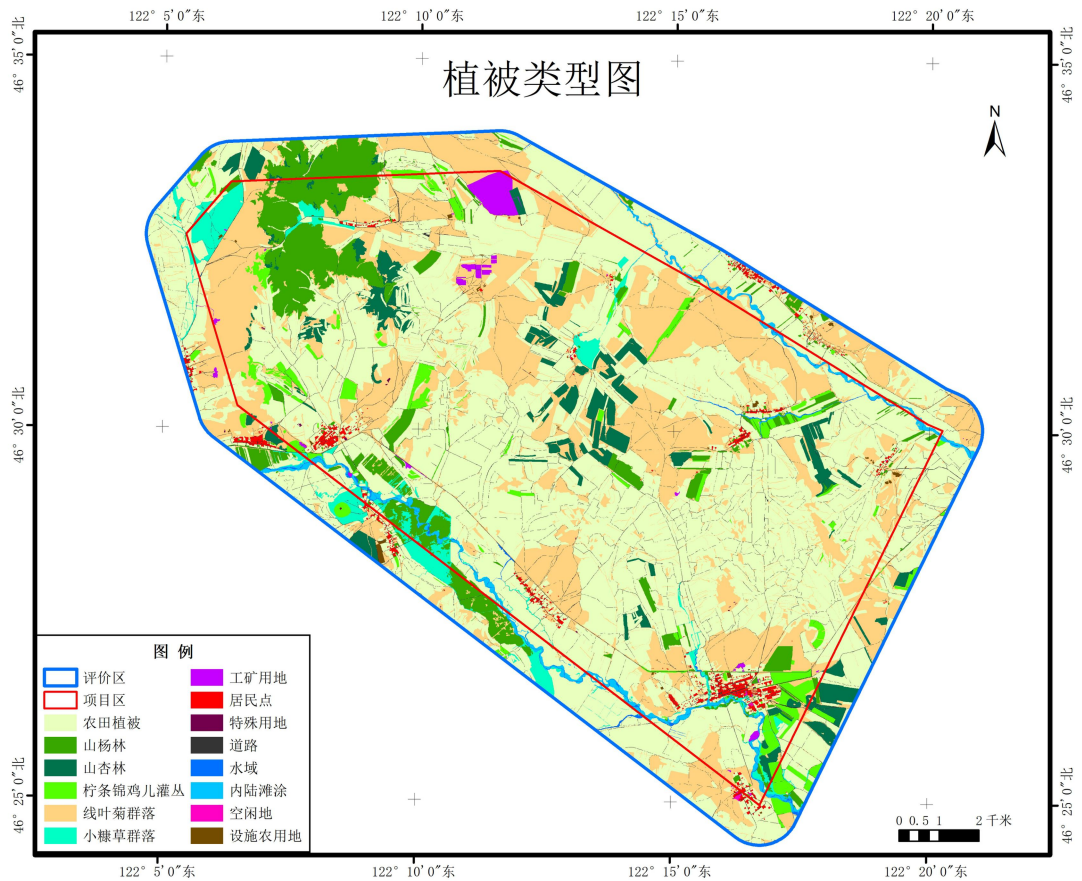 122° 5′0″东
122° 10′0″东
122° 15′0″东
122° 20′0″东
46° 35′0″北
46° 35′0″北
植被类型图
N
46° 30′0″北
46° 30′0″北
图 例
评价区
项目区
农田植被
山杨林
山杏林
柠条锦鸡儿灌丛
线叶菊群落
小糠草群落
工矿用地
居民点
特殊用地
道路
水域
内陆滩涂
空闲地
设施农用地
46° 25′0″北
46° 25′0″北
0 0.5 1 2 千米
122° 5′0″东
122° 10′0″东
122° 15′0″东
122° 20′0″东